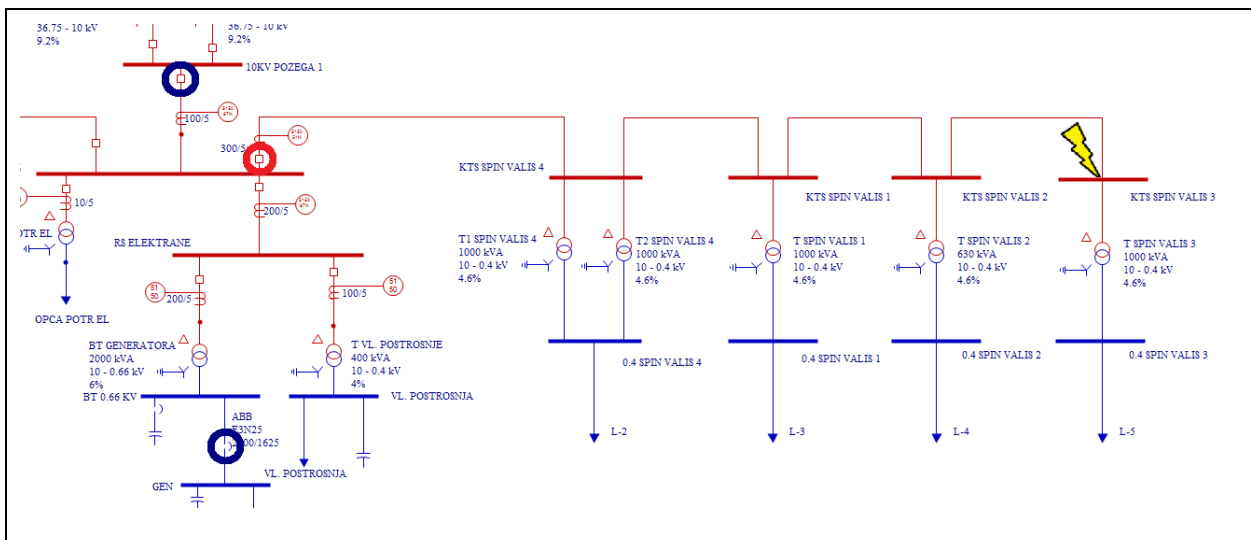 36.75 - 10 kV
9.2%
36.75 - 10 kV
9.2%
10KV POZEGA 1
100/5
300/5
10/5
200/5
POTR EL
RS ELEKTRANE
51
50
200/5
100/5
51
50
OPCA POTR EL
BT GENERATORA
2000 kVA
10 - 0.66 kV
6%
BT 0.66 KV
T VL. POSTROSNJE
400 kVA
10 - 0.4 kV
4%
VL. POSTROSNJA
ABB
E3N25
/1625
VL. POSTROSNJA
GEN
KTS SPIN VALIS 4
KTS SPIN VALIS 1
KTS SPIN VALIS 2
KTS SPIN VALIS 3
T1 SPIN VALIS 4
1000 kVA
10 - 0.4 kV
4.6%
T2 SPIN VALIS 4
1000 kVA
10 - 0.4 kV
4.6%
T SPIN VALIS 1
1000 kVA
10 - 0.4 kV
4.6%
T SPIN VALIS 2
630 kVA
10 - 0.4 kV
4.6%
T SPIN VALIS 3
1000 kVA
10 - 0.4 kV
4.6%
0.4 SPIN VALIS 4
0.4 SPIN VALIS 1
0.4 SPIN VALIS 2
0.4 SPIN VALIS 3
L-2
L-3
L-4
L-5